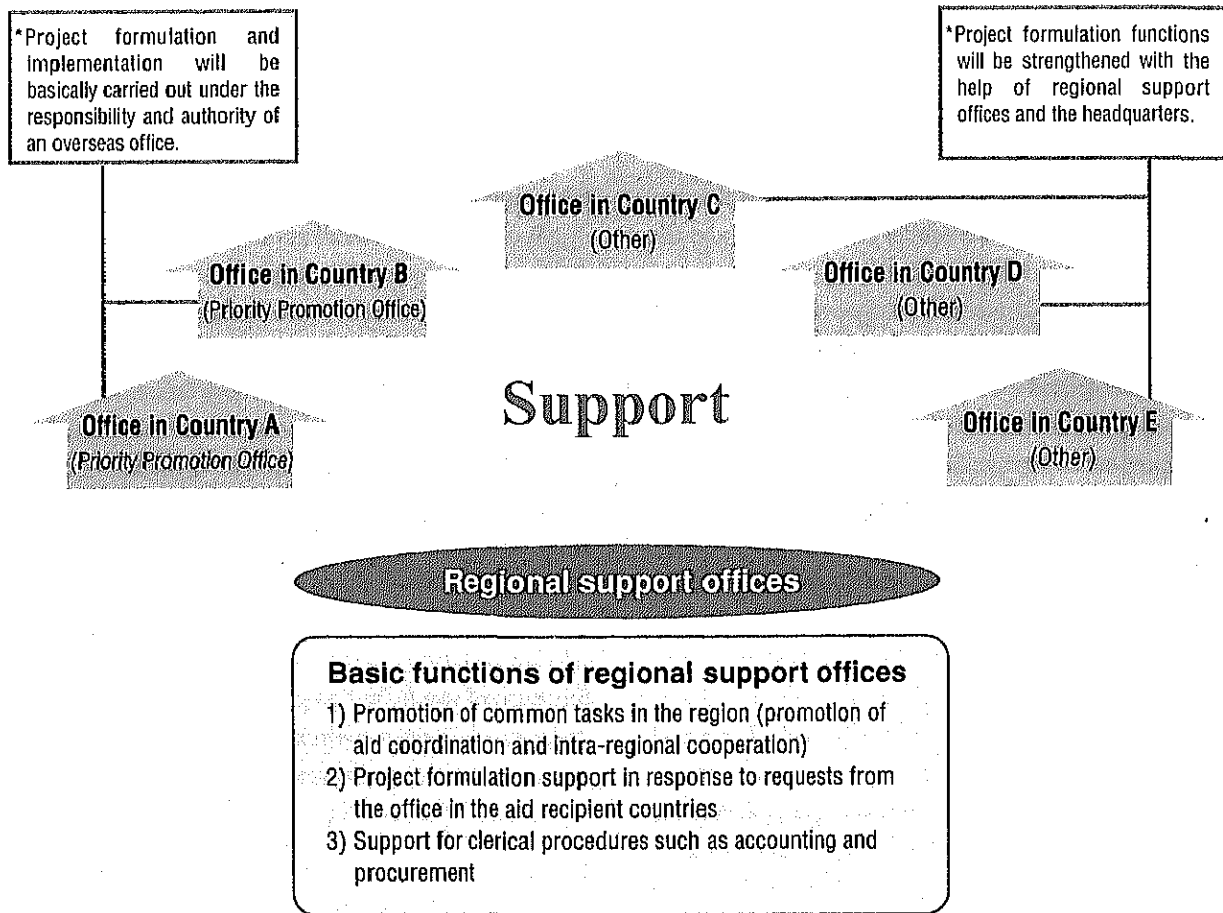 *Project formulation and
implementation will be
basically carried out under the
responsibility and authority of
an overseas office.
*Project formulation functions
will be strengthened with the
help of regional support
offices and the headquarters.
Office in Country C
(Other)
Office in Country B
(Priority Promotion Office)
Office in Country D
(Other)
Office in Country A
(Priority Promotion Office)
Support
Office in Country E
(Other)
Regional support offices
Basic functions of regional support offices
1) Promotion of common tasks in the region (promotion of
aid coordination and intra-regional cooperation)
2) Project formulation support in response to requests from
the office in the aid recipient countries
3) Support for clerical procedures such as accounting and
procurement